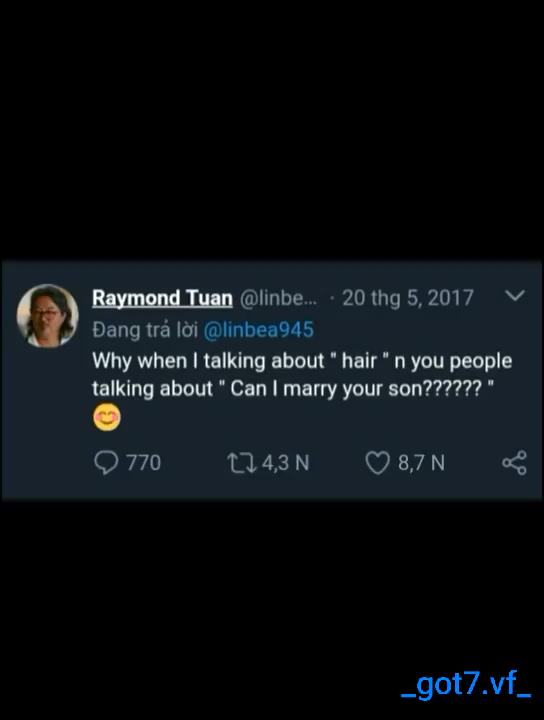 Raymond Tuan @linbe... · 20 thg 5, 2017
Đang trả lời @linbea945
Why when I talking about " hair " n you people
talking about " Can I marry your son?????? "
😊
770 4,3 N 8,7 N
_got7.vf_